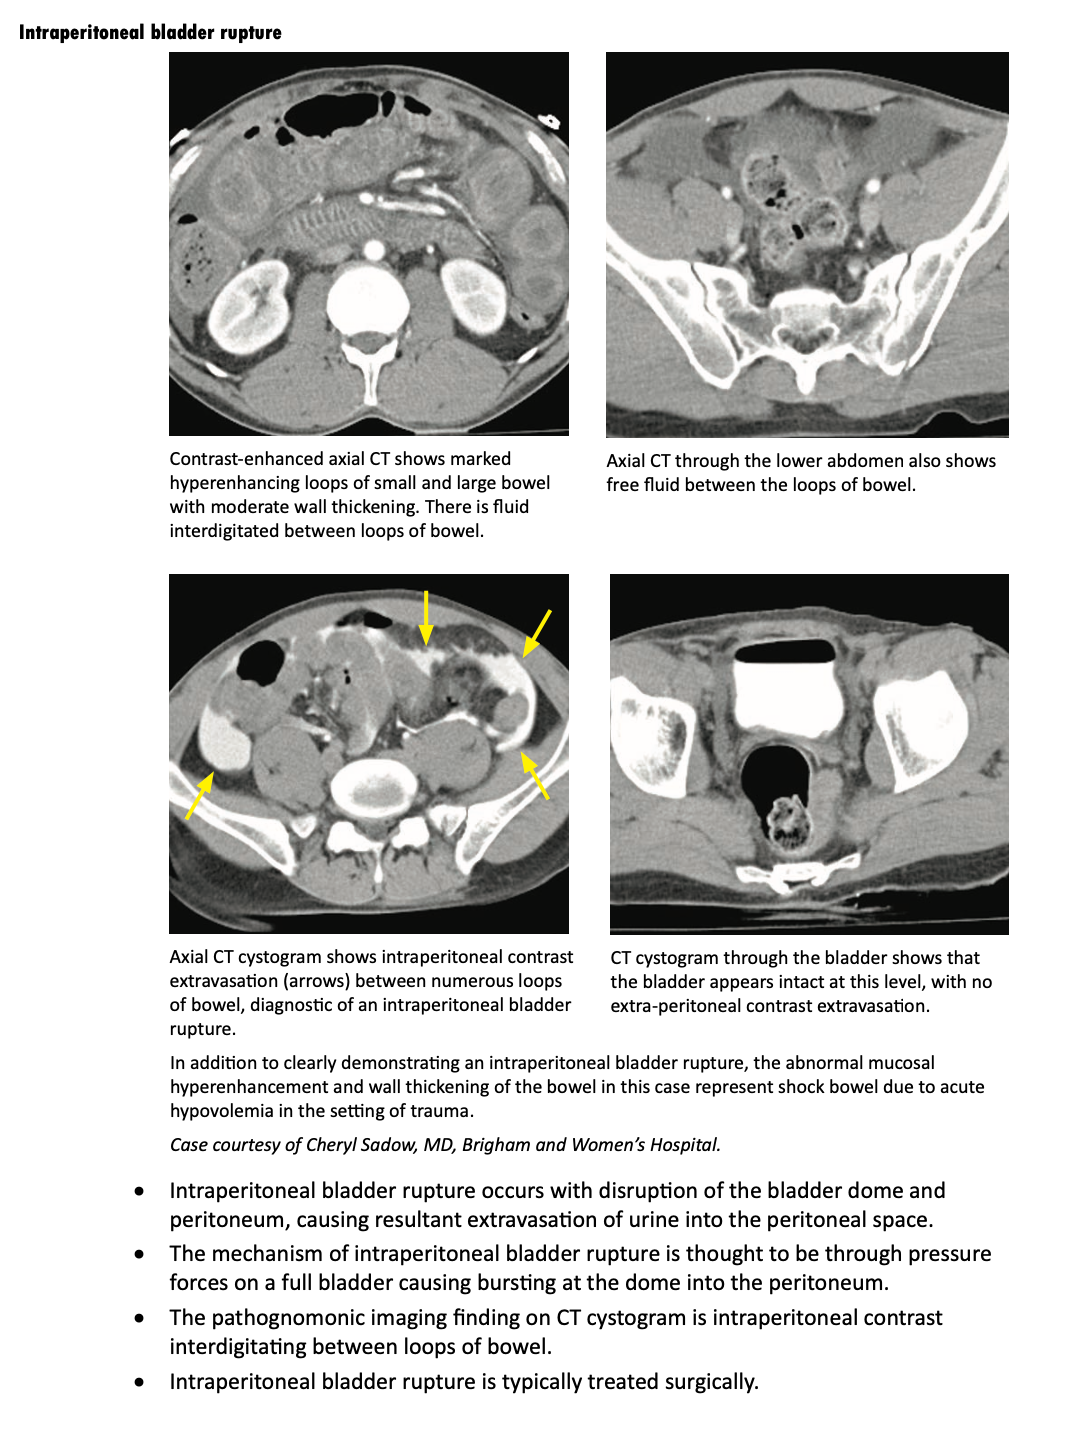 Intraperitoneal bladder rupture
Contrast-enhanced axial CT shows marked
hyperenhancing loops of small and large bowel
with moderate wall thickening. There is fluid
interdigitated between loops of bowel.
Axial CT through the lower abdomen also shows
free fluid between the loops of bowel.
Axial CT cystogram shows intraperitoneal contrast
extravasation (arrows) between numerous loops
of bowel, diagnostic of an intraperitoneal bladder
rupture.
CT cystogram through the bladder shows that
the bladder appears intact at this level, with no
extra-peritoneal contrast extravasation.
In addition to clearly demonstrating an intraperitoneal bladder rupture, the abnormal mucosal
hyperenhancement and wall thickening of the bowel in this case represent shock bowel due to acute
hypovolemia in the setting of trauma.
Case courtesy of Cheryl Sadow, MD, Brigham and Women’s Hospital.
• Intraperitoneal bladder rupture occurs with disruption of the bladder dome and
peritoneum, causing resultant extravasation of urine into the peritoneal space.
• The mechanism of intraperitoneal bladder rupture is thought to be through pressure
forces on a full bladder causing bursting at the dome into the peritoneum.
• The pathognomonic imaging finding on CT cystogram is intraperitoneal contrast
interdigitating between loops of bowel.
• Intraperitoneal bladder rupture is typically treated surgically.